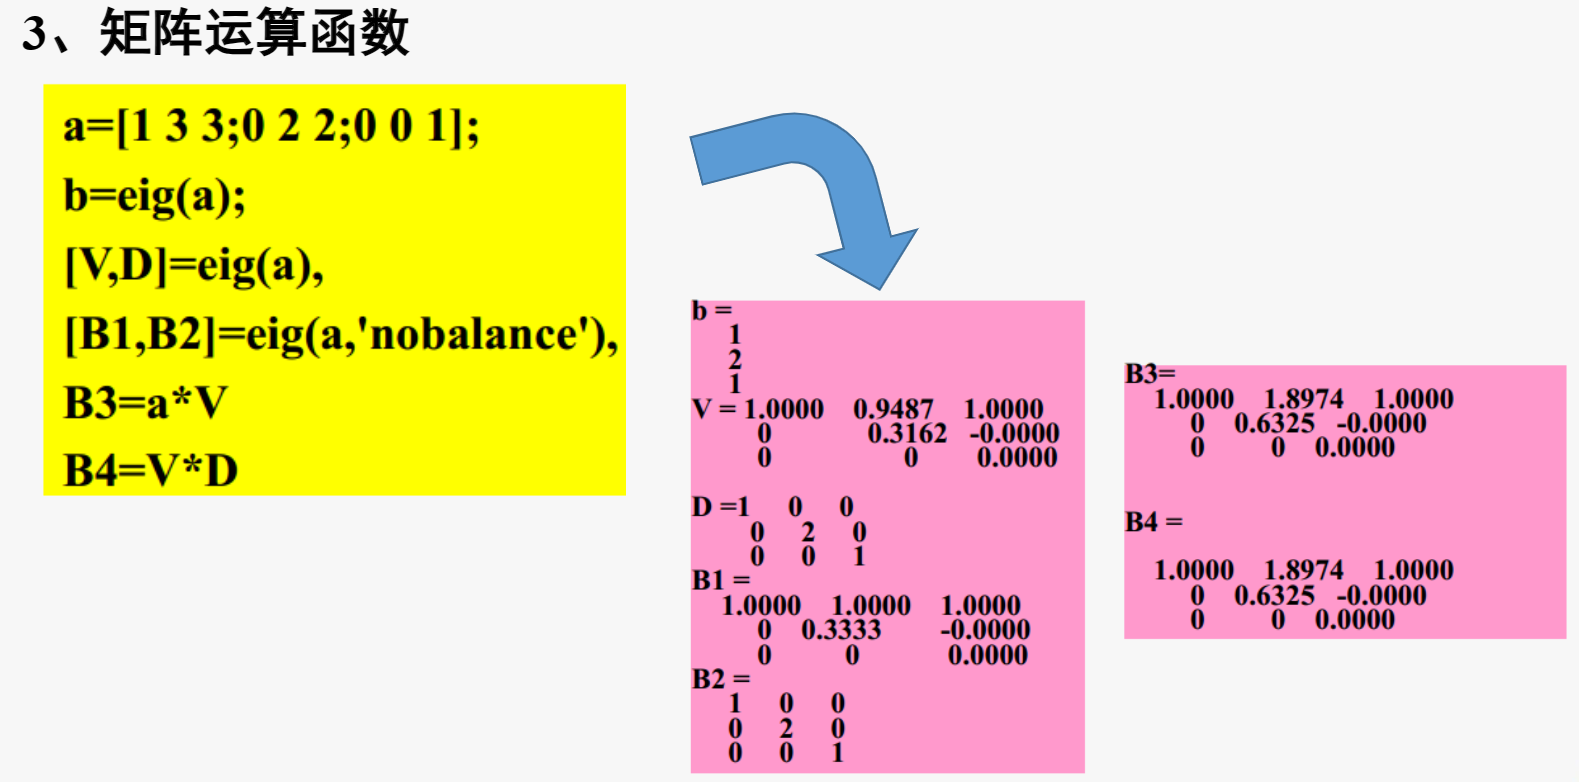 3、矩阵运算函数
a=[1 3 3;0 2 2;0 0 1];
b=eig(a);
[V,D]=eig(a),
[B1,B2]=eig(a,'nobalance'),
B3=a*V
B4=V*D
b =
1
2
1
V = 1.0000 0.9487 1.0000
0 0.3162 -0.0000
0 0 0.0000
D =1 0 0
0 2 0
0 0 1
B1 =
1.0000 1.0000 1.0000
0 0.3333 -0.0000
0 0 0.0000
B2 =
1 0 0
0 2 0
0 0 1
B3=
1.0000 1.8974 1.0000
0 0.6325 -0.0000
0 0 0.0000
B4 =
1.0000 1.8974 1.0000
0 0.6325 -0.0000
0 0 0.0000